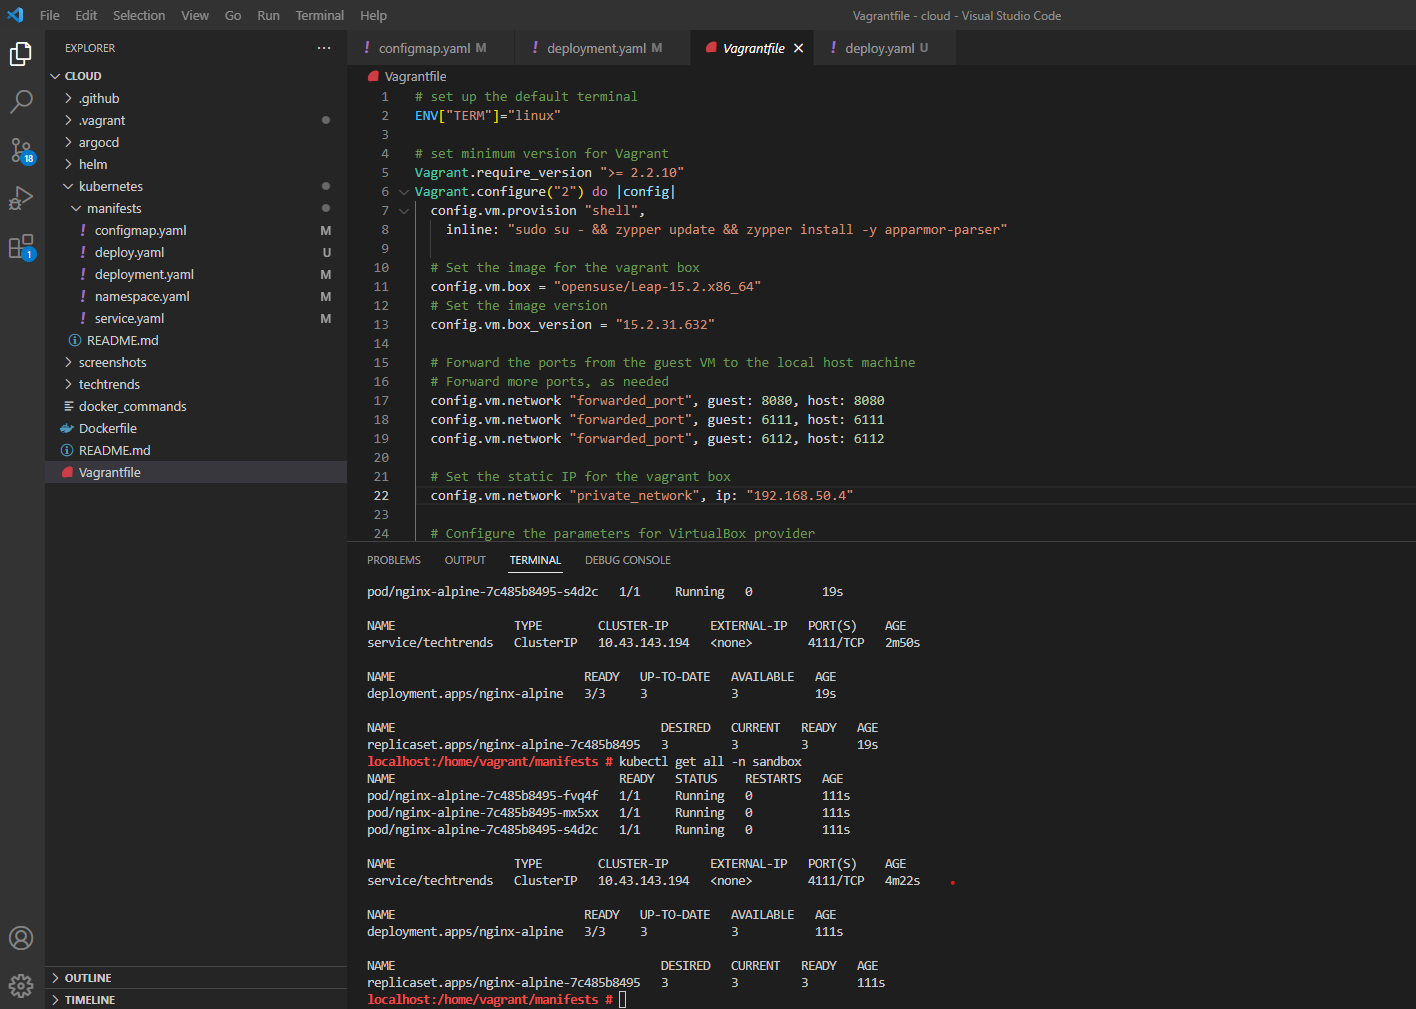 File Edit Selection View Go Run Terminal Help Vagrantfile - cloud - Visual Studio Code
EXPLORER ···
CLOUD
.github
.vagrant
argocd
helm
kubernetes
manifests
! configmap.yaml M
! deploy.yaml U
! deployment.yaml M
! namespace.yaml M
! service.yaml M
README.md
screenshots
techtrends
docker_commands
Dockerfile
README.md
Vagrantfile
OUTLINE
TIMELINE
18
1
! configmap.yaml M ! deployment.yaml M Vagrantfile ! deploy.yaml U
Vagrantfile
1 # set up the default terminal
2 ENV["TERM"]="linux"
3
4 # set minimum version for Vagrant
5 Vagrant.require_version ">= 2.2.10"
6 Vagrant.configure("2") do |config|
7 config.vm.provision "shell",
8 inline: "sudo su - && zypper update && zypper install -y apparmor-parser"
9
10 # Set the image for the vagrant box
11 config.vm.box = "opensuse/Leap-15.2.x86_64"
12 # Set the image version
13 config.vm.box_version = "15.2.31.632"
14
15 # Forward the ports from the guest VM to the local host machine
16 # Forward more ports, as needed
17 config.vm.network "forwarded_port", guest: 8080, host: 8080
18 config.vm.network "forwarded_port", guest: 6111, host: 6111
19 config.vm.network "forwarded_port", guest: 6112, host: 6112
20
21 # Set the static IP for the vagrant box
22 config.vm.network "private_network", ip: "192.168.50.4"
23
24 # Configure the parameters for VirtualBox provider
PROBLEMS OUTPUT TERMINAL DEBUG CONSOLE
pod/nginx-alpine-7c485b8495-s4d2c 1/1 Running 0 19s
NAME TYPE CLUSTER-IP EXTERNAL-IP PORT(S) AGE
service/techtrends ClusterIP 10.43.143.194 <none> 4111/TCP 2m50s
NAME READY UP-TO-DATE AVAILABLE AGE
deployment.apps/nginx-alpine 3/3 3 3 19s
NAME DESIRED CURRENT READY AGE
replicaset.apps/nginx-alpine-7c485b8495 3 3 3 19s
localhost:/home/vagrant/manifests # kubectl get all -n sandbox
NAME READY STATUS RESTARTS AGE
pod/nginx-alpine-7c485b8495-fvq4f 1/1 Running 0 111s
pod/nginx-alpine-7c485b8495-mx5xx 1/1 Running 0 111s
pod/nginx-alpine-7c485b8495-s4d2c 1/1 Running 0 111s
NAME TYPE CLUSTER-IP EXTERNAL-IP PORT(S) AGE
service/techtrends ClusterIP 10.43.143.194 <none> 4111/TCP 4m22s
NAME READY UP-TO-DATE AVAILABLE AGE
deployment.apps/nginx-alpine 3/3 3 3 111s
NAME DESIRED CURRENT READY AGE
replicaset.apps/nginx-alpine-7c485b8495 3 3 3 111s
localhost:/home/vagrant/manifests #